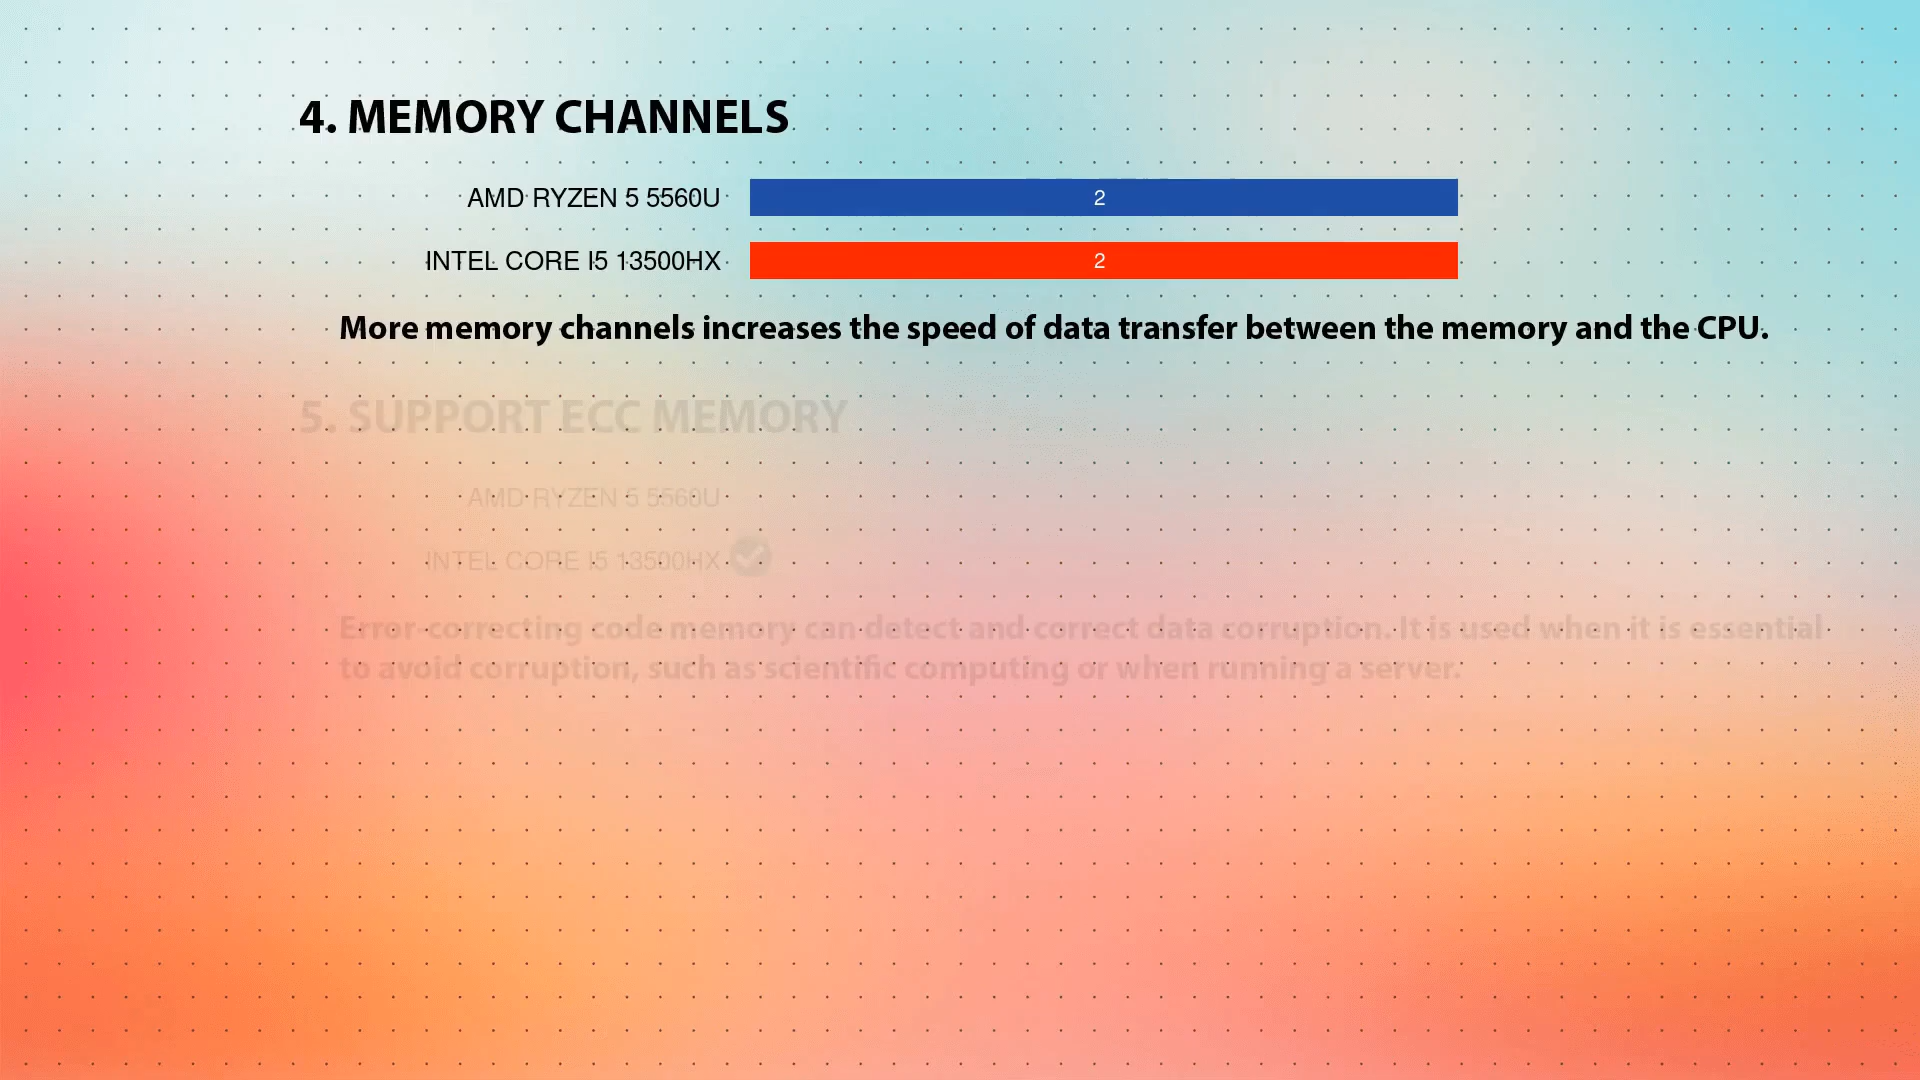 4. MEMORY CHANNELS
AMD RYZEN 5 5560U
2
INTEL CORE I5 13500HX
2
More memory channels increases the speed of data transfer between the memory and the CPU.
5. SUPPORT ECC MEMORY
AMD RYZEN 5 5560U
INTEL CORE I5 13500HX
Error-correcting code memory can detect and correct data corruption. It is used when it is essential
to avoid corruption, such as scientific computing or when running a server.